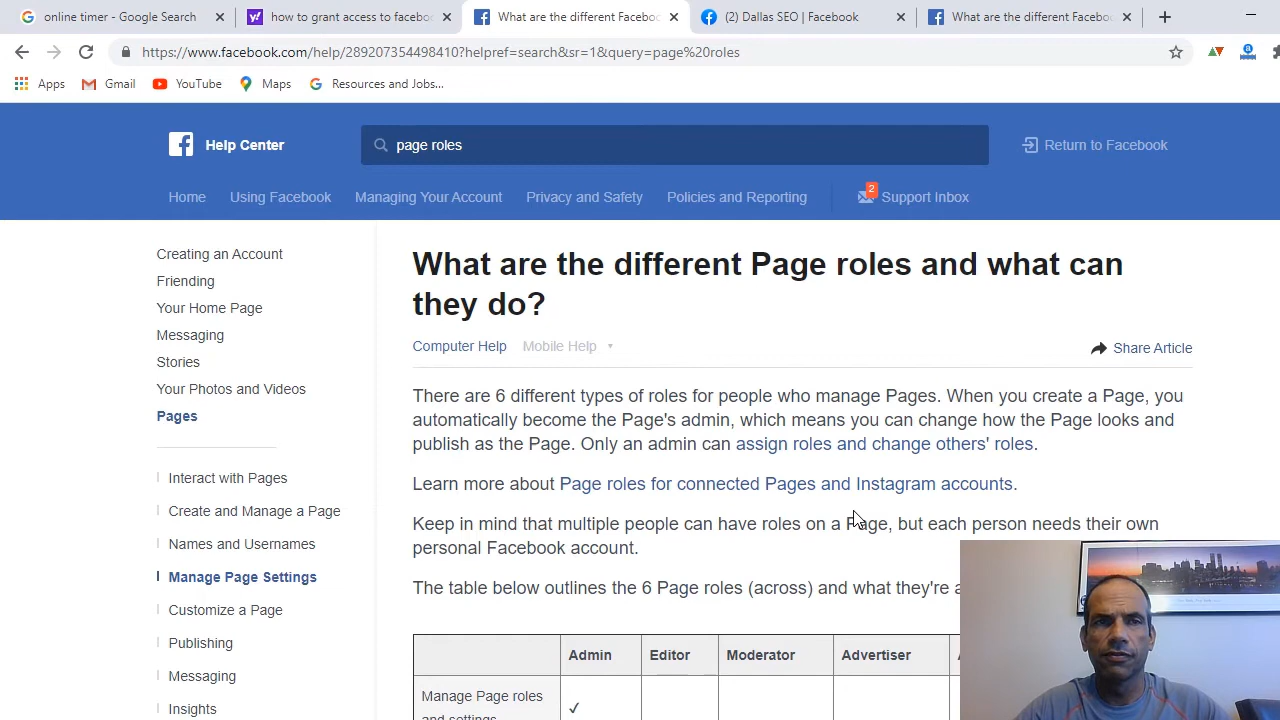 online timer - Google Search
how to grant access to facebo
What are the different Faceboo
(2) Dallas SEO | Facebook
What are the different Faceboo
https://www.facebook.com/help/289207354498410?helpref=search&sr=1&query=page%20roles
Apps
Gmail
YouTube
Maps
Resources and Jobs...
Help Center
page roles
Return to Facebook
Home
Using Facebook
Managing Your Account
Privacy and Safety
Policies and Reporting
2
Support Inbox
Creating an Account
Friending
Your Home Page
Messaging
Stories
Your Photos and Videos
Pages
Interact with Pages
Create and Manage a Page
Names and Usernames
Manage Page Settings
Customize a Page
Publishing
Messaging
Insights
What are the different Page roles and what can
they do?
Computer Help
Mobile Help
Share Article
There are 6 different types of roles for people who manage Pages. When you create a Page, you
automatically become the Page's admin, which means you can change how the Page looks and
publish as the Page. Only an admin can assign roles and change others' roles.
Learn more about Page roles for connected Pages and Instagram accounts.
Keep in mind that multiple people can have roles on a Page, but each person needs their own
personal Facebook account.
The table below outlines the 6 Page roles (across) and what they're a
Admin
Editor
Moderator
Advertiser
Manage Page roles
and settings